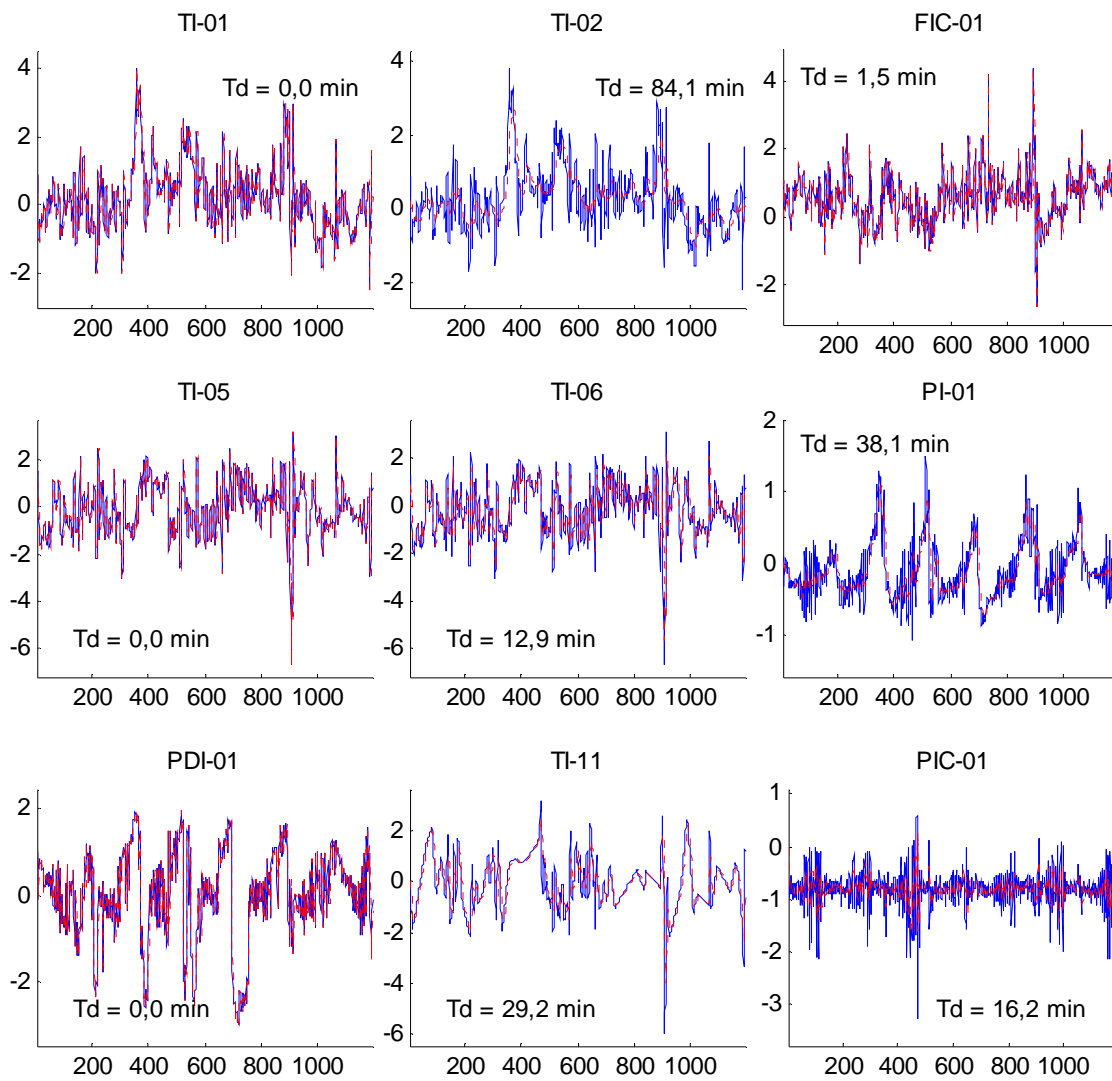 TI-01
TI-02
FIC-01
4
2
0
-2
Td = 0,0 min
200 400 600 800 1000
4
2
0
-2
Td = 84,1 min
200 400 600 800 1000
4
2
0
-2
Td = 1,5 min
200 400 600 800 1000
TI-05
TI-06
PI-01
2
0
-2
-4
-6
Td = 0,0 min
200 400 600 800 1000
2
0
-2
-4
-6
Td = 12,9 min
200 400 600 800 1000
2
1
0
-1
Td = 38,1 min
200 400 600 800 1000
PDI-01
TI-11
PIC-01
2
0
-2
Td = 0,0 min
200 400 600 800 1000
2
0
-2
-4
-6
Td = 29,2 min
200 400 600 800 1000
1
0
-1
-2
-3
Td = 16,2 min
200 400 600 800 1000